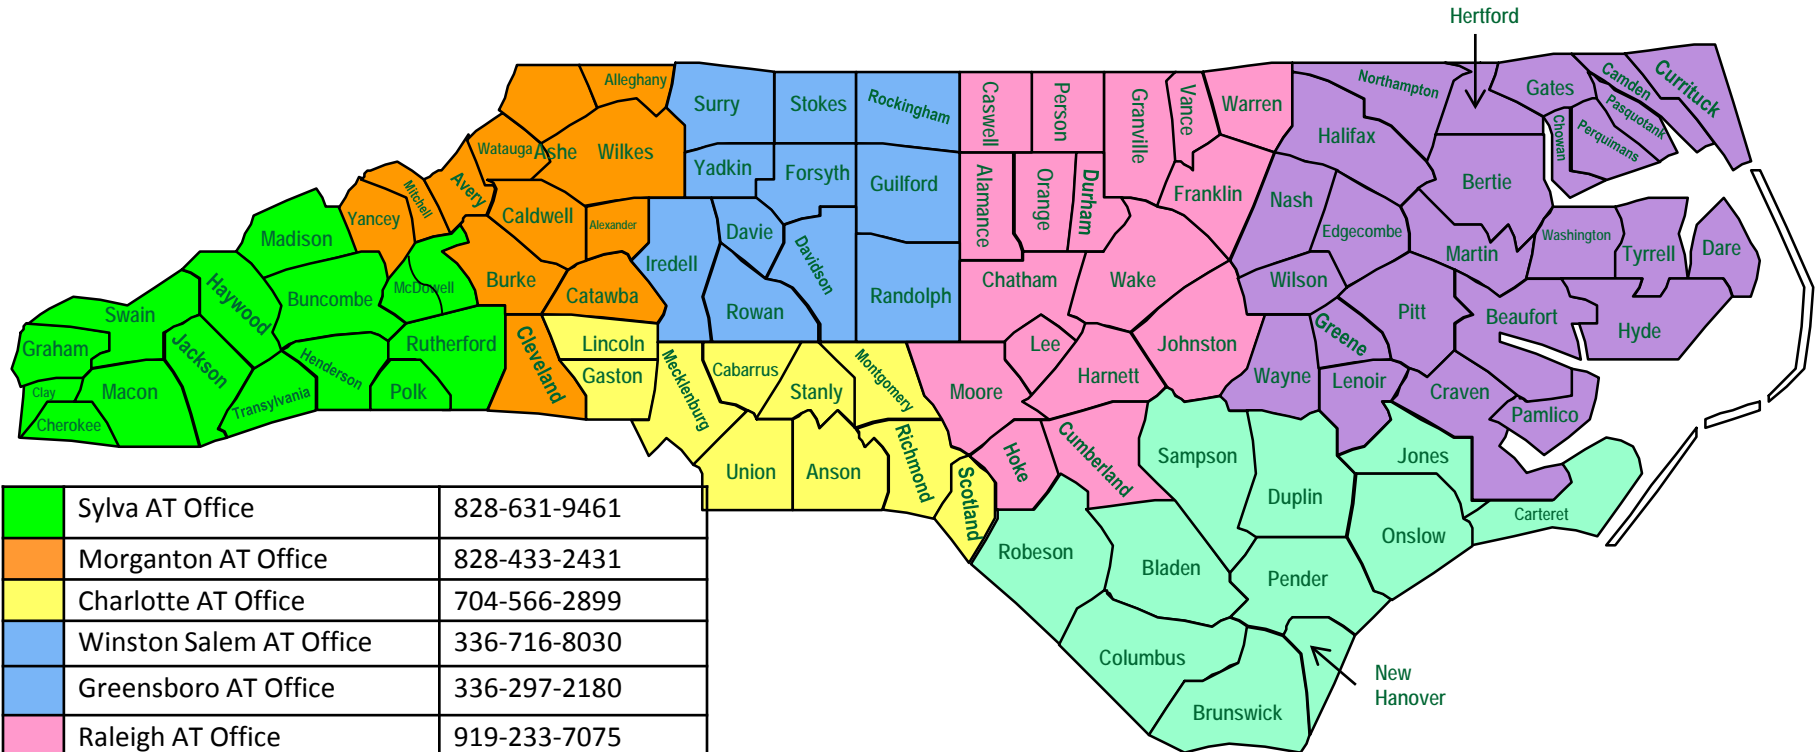 Hertford
Alleghany
Surry
Stokes
Rockingham
Caswell
Person
Granville
Vance
Warren
Northampton
Gates
Camden
Currituck
Pasquotank
Perquimans
Chowan
Halifax
Watauga
Ashe
Wilkes
Yadkin
Forsyth
Guilford
Alamance
Orange
Durham
Franklin
Nash
Bertie
Mitchell
Avery
Yancey
Caldwell
Alexander
Davie
Edgecombe
Martin
Washington
Tyrrell
Dare
Madison
Iredell
Davidson
Haywood
Buncombe
McDowell
Burke
Catawba
Rowan
Randolph
Chatham
Wake
Wilson
Swain
Pitt
Beaufort
Hyde
Graham
Jackson
Henderson
Rutherford
Cleveland
Lincoln
Mecklenburg
Cabarrus
Stanly
Montgomery
Lee
Johnston
Greene
Clay
Macon
Transylvania
Polk
Gaston
Moore
Harnett
Wayne
Lenoir
Craven
Pamlico
Cherokee
Union
Anson
Richmond
Scotland
Hoke
Cumberland
Sampson
Jones
Duplin
Carteret
Onslow
Robeson
Bladen
Pender
Columbus
Brunswick
New
Hanover
Sylva AT Office 828-631-9461
Morganton AT Office 828-433-2431
Charlotte AT Office 704-566-2899
Winston Salem AT Office 336-716-8030
Greensboro AT Office 336-297-2180
Raleigh AT Office 919-233-7075